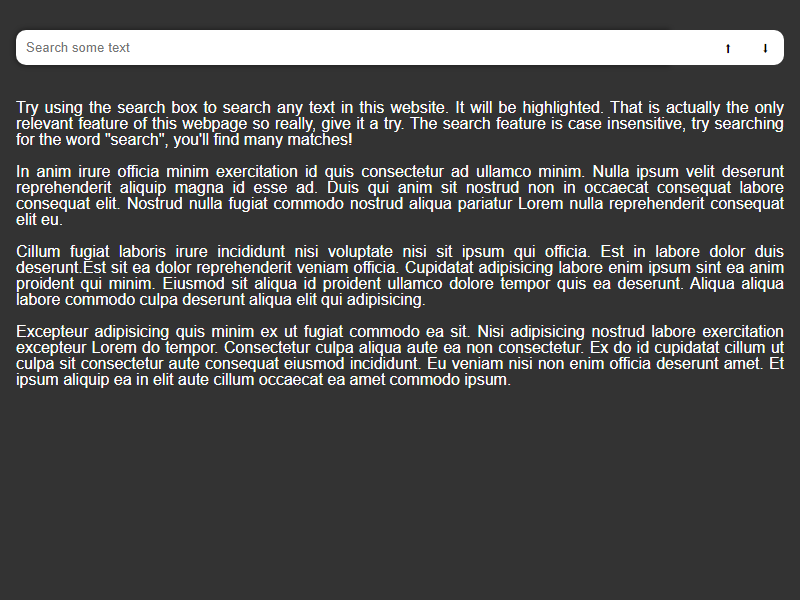 Search some text
Try using the search box to search any text in this website. It will be highlighted. That is actually the only
relevant feature of this webpage so really, give it a try. The search feature is case insensitive, try searching
for the word "search", you'll find many matches!
In anim irure officia minim exercitation id quis consectetur ad ullamco minim. Nulla ipsum velit deserunt
reprehenderit aliquip magna id esse ad. Duis qui anim sit nostrud non in occaecat consequat labore
consequat elit. Nostrud nulla fugiat commodo nostrud aliqua pariatur Lorem nulla reprehenderit consequat
elit eu.
Cillum fugiat laboris irure incididunt nisi voluptate nisi sit ipsum qui officia. Est in labore dolor duis
deserunt.Est sit ea dolor reprehenderit veniam officia. Cupidatat adipisicing labore enim ipsum sint ea anim
proident qui minim. Eiusmod sit aliqua id proident ullamco dolore tempor quis ea deserunt. Aliqua aliqua
labore commodo culpa deserunt aliqua elit qui adipisicing.
Excepteur adipisicing quis minim ex ut fugiat commodo ea sit. Nisi adipisicing nostrud labore exercitation
excepteur Lorem do tempor. Consectetur culpa aliqua aute ea non consectetur. Ex do id cupidatat cillum ut
culpa sit consectetur aute consequat eiusmod incididunt. Eu veniam nisi non enim officia deserunt amet. Et
ipsum aliquip ea in elit aute cillum occaecat ea amet commodo ipsum.